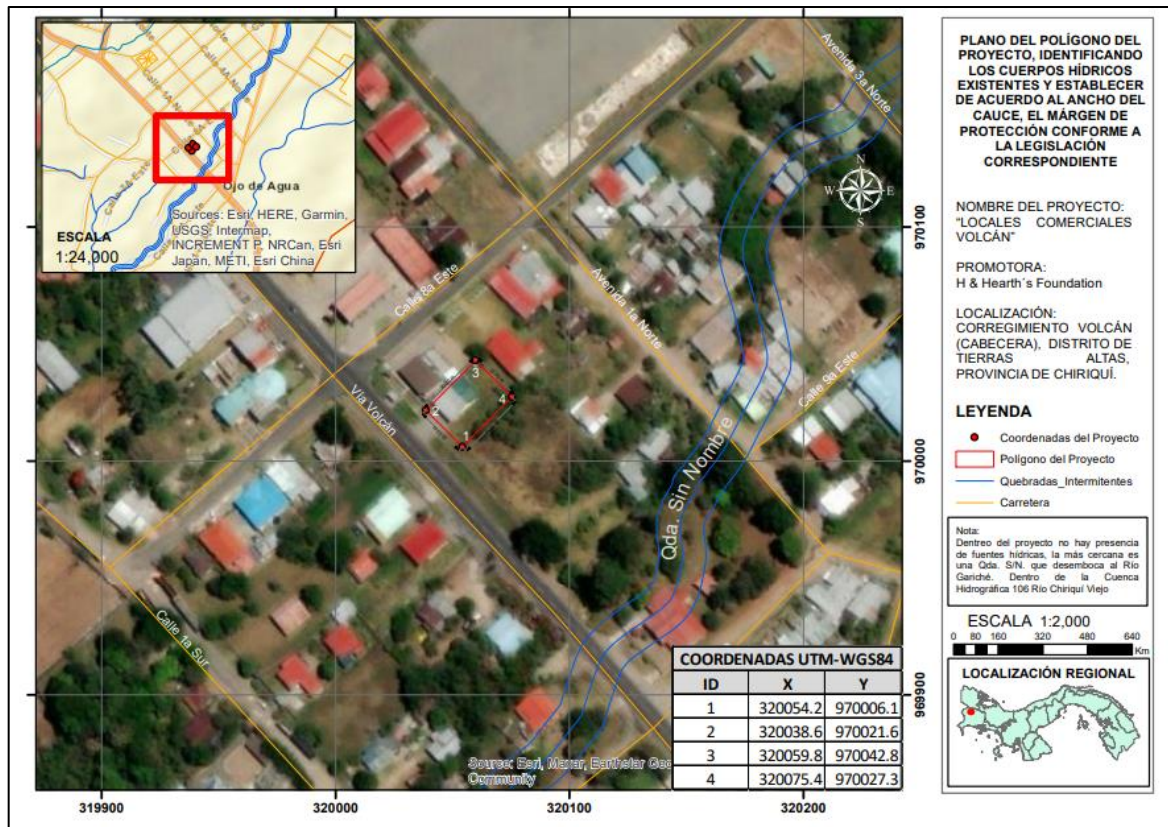 Calle 4A Norte
Calle 4A Este
Ojo de Agua
ESCALA
1:24,000
Sources: Esri, HERE, Garmin,
USGS, Intermap,
INCREMENT P, NRCan, Esri
Japan, METI, Esri China
Avenida 3a Norte
N
W
E
S
Calle 8a Este
Avenida 1a Norte
Vía Volcán
3
2
4
1
Calle 9a Este
Qda. Sin Nombre
Calle 1a Sur
Source: Esri, Maxar, Earthstar Geo
Community
COORDENADAS UTM-WGS84
ID X Y
1 320054.2 970006.1
2 320038.6 970021.6
3 320059.8 970042.8
4 320075.4 970027.3
970100
970000
969900
319900 320000 320100 320200
PLANO DEL POLÍGONO DEL
PROYECTO, IDENTIFICANDO
LOS CUERPOS HÍDRICOS
EXISTENTES Y ESTABLECER
DE ACUERDO AL ANCHO DEL
CAUCE, EL MÁRGEN DE
PROTECCIÓN CONFORME A
LA LEGISLACIÓN
CORRESPONDIENTE
NOMBRE DEL PROYECTO:
“LOCALES COMERCIALES
VOLCÁN”
PROMOTORA:
H & Hearth´s Foundation
LOCALIZACIÓN:
CORREGIMIENTO VOLCÁN
(CABECERA), DISTRITO DE
TIERRAS ALTAS,
PROVINCIA DE CHIRIQUÍ.
LEYENDA
Coordenadas del Proyecto
Polígono del Proyecto
Quebradas_Intermitentes
Carretera
Nota:
Dentreo del proyecto no hay presencia
de fuentes hídricas, la más cercana es
una Qda. S/N. que desemboca al Río
Gariché. Dentro de la Cuenca
Hidrográfica 106 Río Chiriquí Viejo
ESCALA 1:2,000
0 80 160 320 480 640
Km
LOCALIZACIÓN REGIONAL